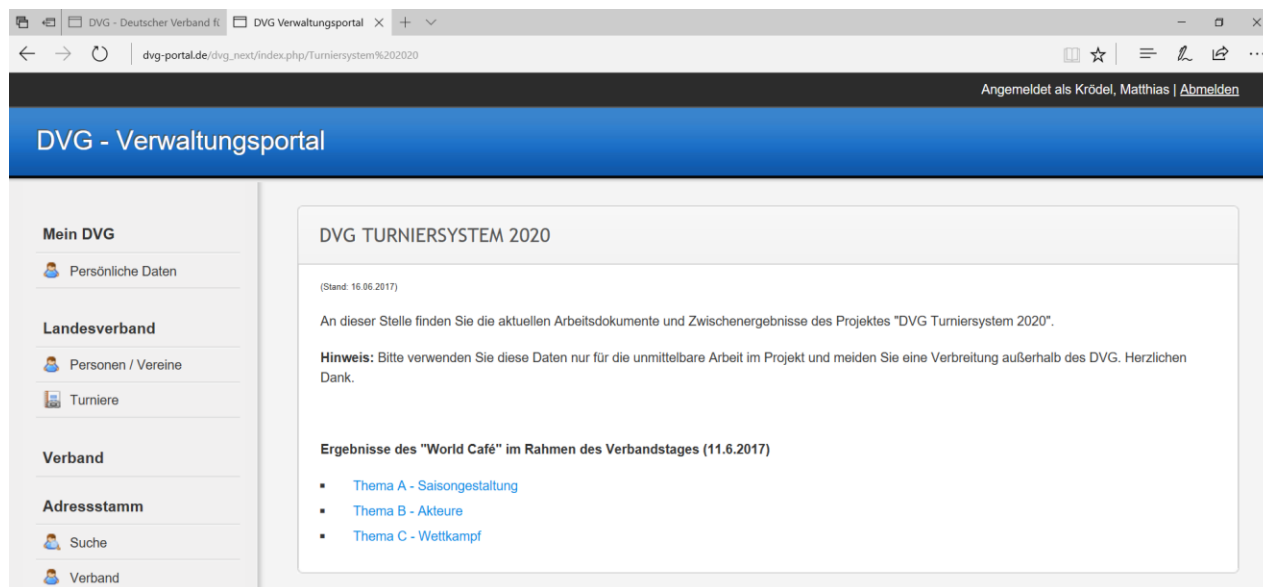 DVG - Deutscher Verband fü
DVG Verwaltungsportal
dvg-portal.de/dvg_next/index.php/Turniersystem%202020
Angemeldet als Krödel, Matthias | Abmelden
DVG - Verwaltungsportal
Mein DVG
Persönliche Daten
Landesverband
Personen / Vereine
Turniere
Verband
Adressstamm
Suche
Verband
DVG TURNIERSYSTEM 2020
(Stand: 16.06.2017)
An dieser Stelle finden Sie die aktuellen Arbeitsdokumente und Zwischenergebnisse des Projektes "DVG Turniersystem 2020".
Hinweis: Bitte verwenden Sie diese Daten nur für die unmittelbare Arbeit im Projekt und meiden Sie eine Verbreitung außerhalb des DVG. Herzlichen
Dank.
Ergebnisse des "World Café" im Rahmen des Verbandstages (11.6.2017)
▪ Thema A - Saisongestaltung
▪ Thema B - Akteure
▪ Thema C - Wettkampf